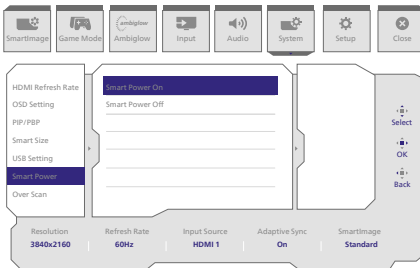 ambiglow
SmartImage
Game Mode
Ambiglow
Input
Audio
System
Setup
Close
HDMI Refresh Rate
OSD Setting
PIP/PBP
Smart Size
USB Setting
Smart Power
Over Scan
Smart Power On
Smart Power Off
Select
OK
Back
Resolution
Refresh Rate
Input Source
Adaptive Sync
SmartImage
3840x2160
60Hz
HDMI 1
On
Standard